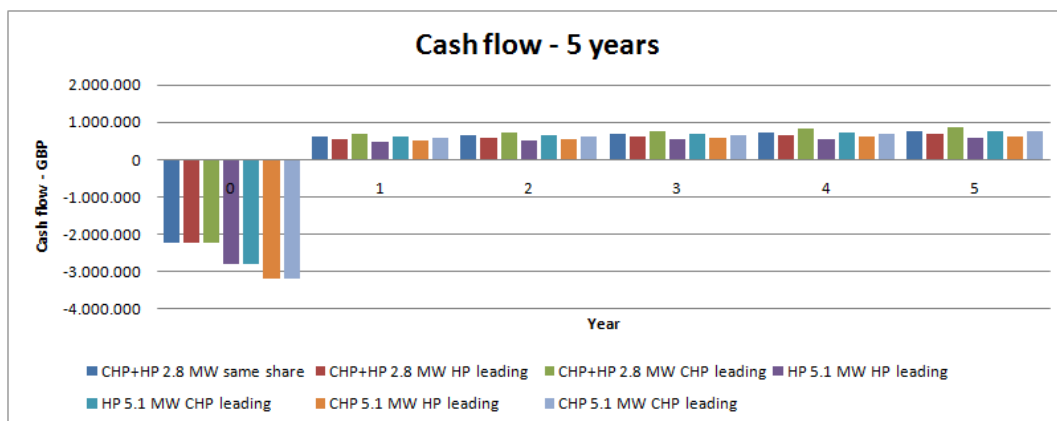 Cash flow - 5 years
2.000.000
1.000.000
0
-1.000.000
-2.000.000
-3.000.000
-4.000.000
Cash flow - GBP
0 1 2 3 4 5
Year
CHP+HP 2.8 MW same share CHP+HP 2.8 MW HP leading CHP+HP 2.8 MW CHP leading HP 5.1 MW HP leading
HP 5.1 MW CHP leading CHP 5.1 MW HP leading CHP 5.1 MW CHP leading